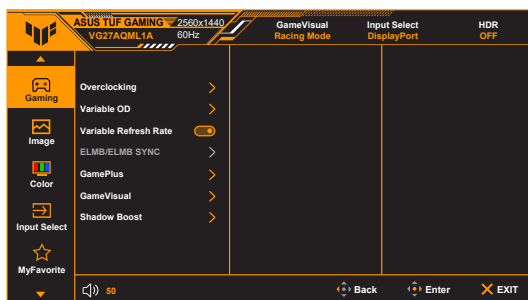 ASUS TUF GAMING 2560x1440
VG27AQML1A 60Hz
GameVisual
Racing Mode
Input Select
DisplayPort
HDR
OFF
Gaming
Image
Color
Input Select
MyFavorite
Overclocking
Variable OD
Variable Refresh Rate
ELMB/ELMB SYNC
GamePlus
GameVisual
Shadow Boost
50
Back
Enter
EXIT